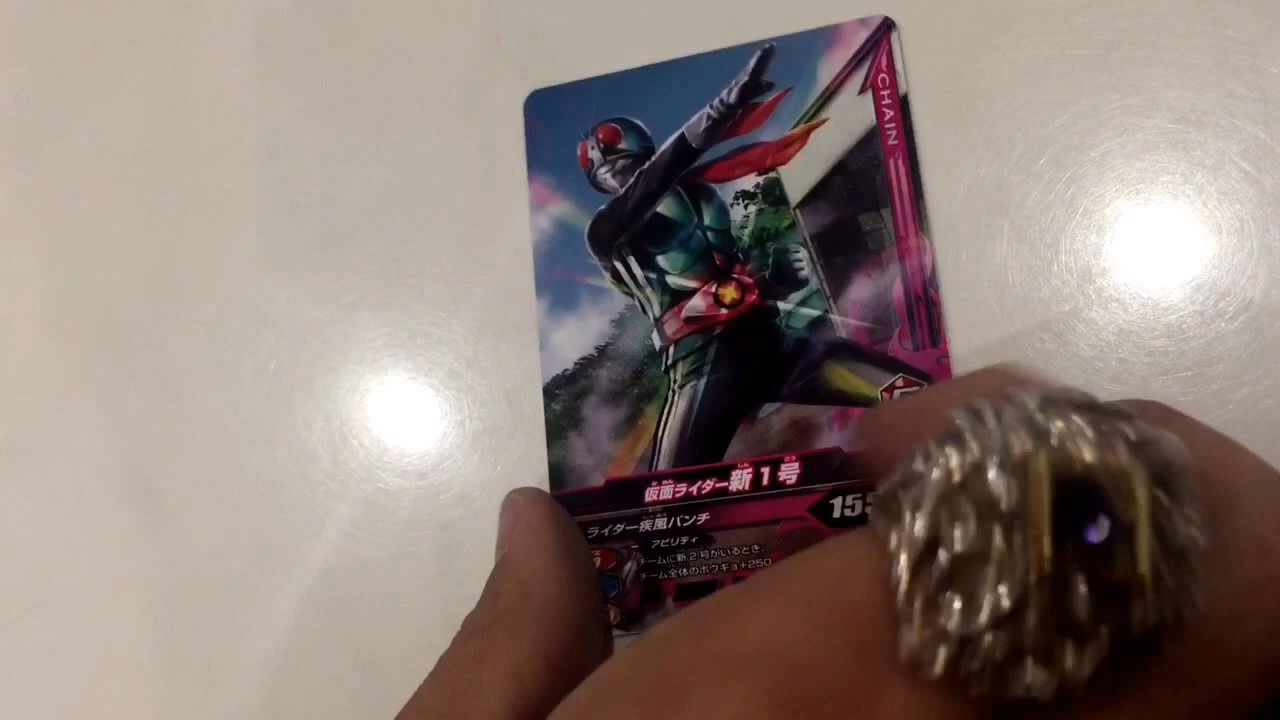 CHAIN
仮面ライダー新1号
ライダー疾風パンチ
アビリティ
チームに新2号がいるとき、
チーム全体のボウギョ+250